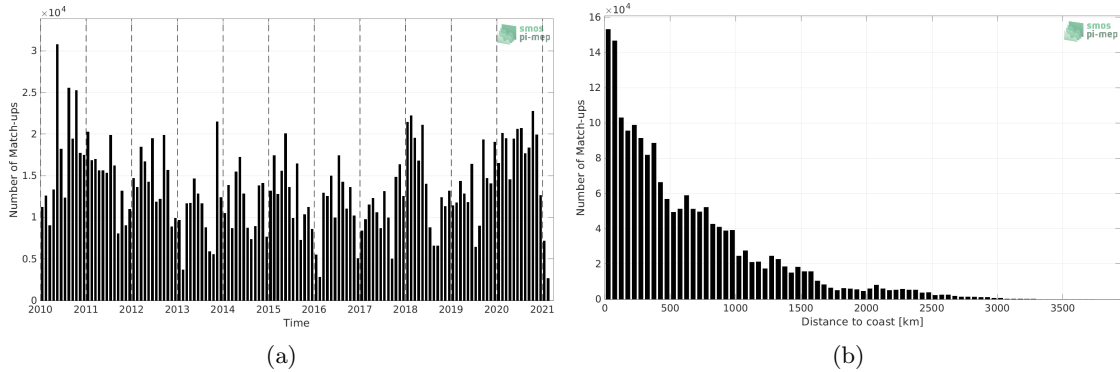 ×10⁴
3
2.5
2
1.5
1
0.5
0
Number of Match-ups
2010 2011 2012 2013 2014 2015 2016 2017 2018 2019 2020 2021
Time
smos
pi-mep
(a)
×10⁴
16
14
12
10
8
6
4
2
0
Number of Match-ups
0 500 1000 1500 2000 2500 3000 3500
Distance to coast [km]
smos
pi-mep
(b)